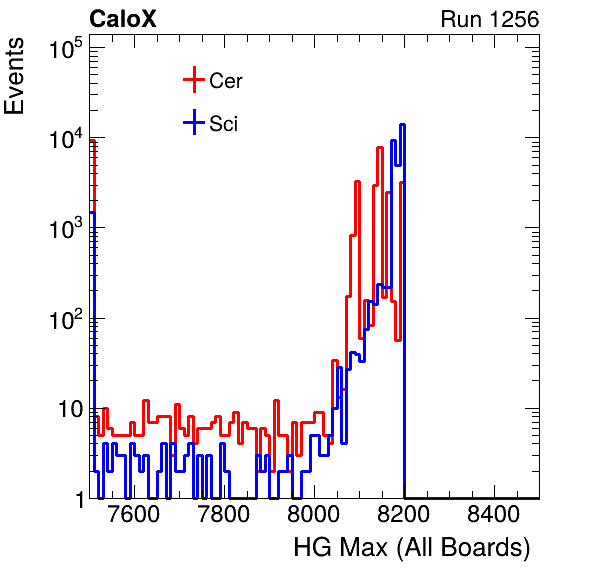 CaloX Run 1256
Events
Cer
Sci
10^5
10^4
10^3
10^2
10
1
7600 7800 8000 8200 8400
HG Max (All Boards)